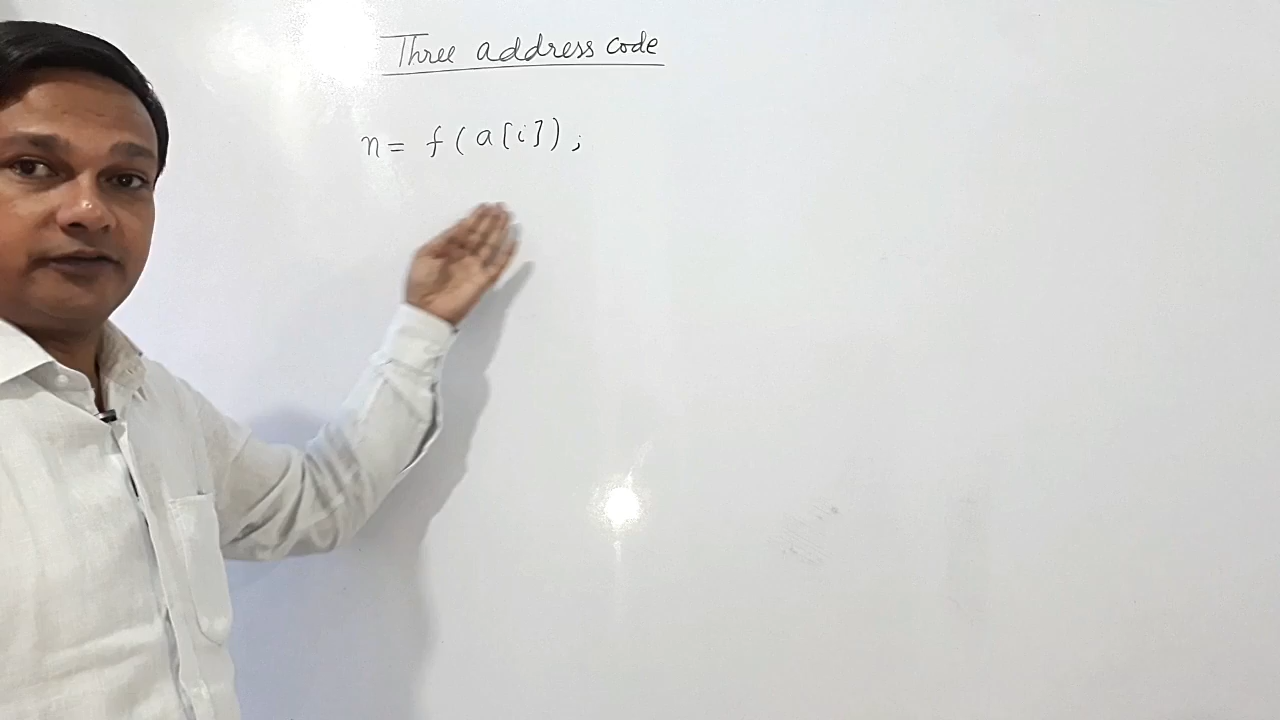 Three address code
n = f(a[i]);